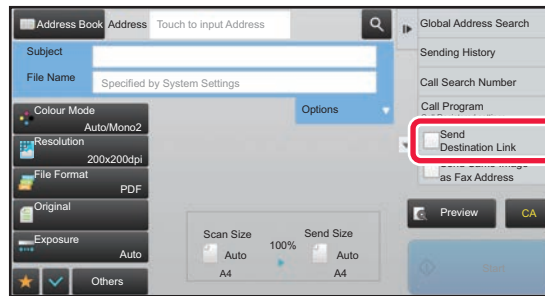 Address Book
Address
Touch to input Address
Subject
File Name
Specified by System Settings
Options
Colour Mode
Auto/Mono2
Resolution
200x200dpi
File Format
PDF
Original
Exposure
Auto
Others
Scan Size
Auto
A4
100%
Send Size
Auto
A4
Global Address Search
Sending History
Call Search Number
Call Program
Send
Destination Link
Send Same Image
as Fax Address
Preview
CA
Start